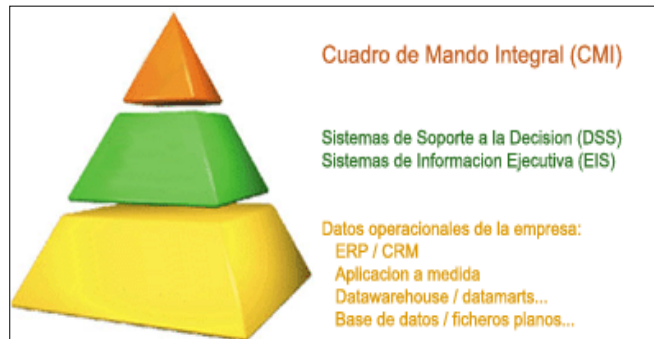 Cuadro de Mando Integral (CMI)
Sistemas de Soporte a la Decision (DSS)
Sistemas de Informacion Ejecutiva (EIS)
Datos operacionales de la empresa:
ERP / CRM
Aplicacion a medida
Datawarehouse / datamarts...
Base de datos / ficheros planos...